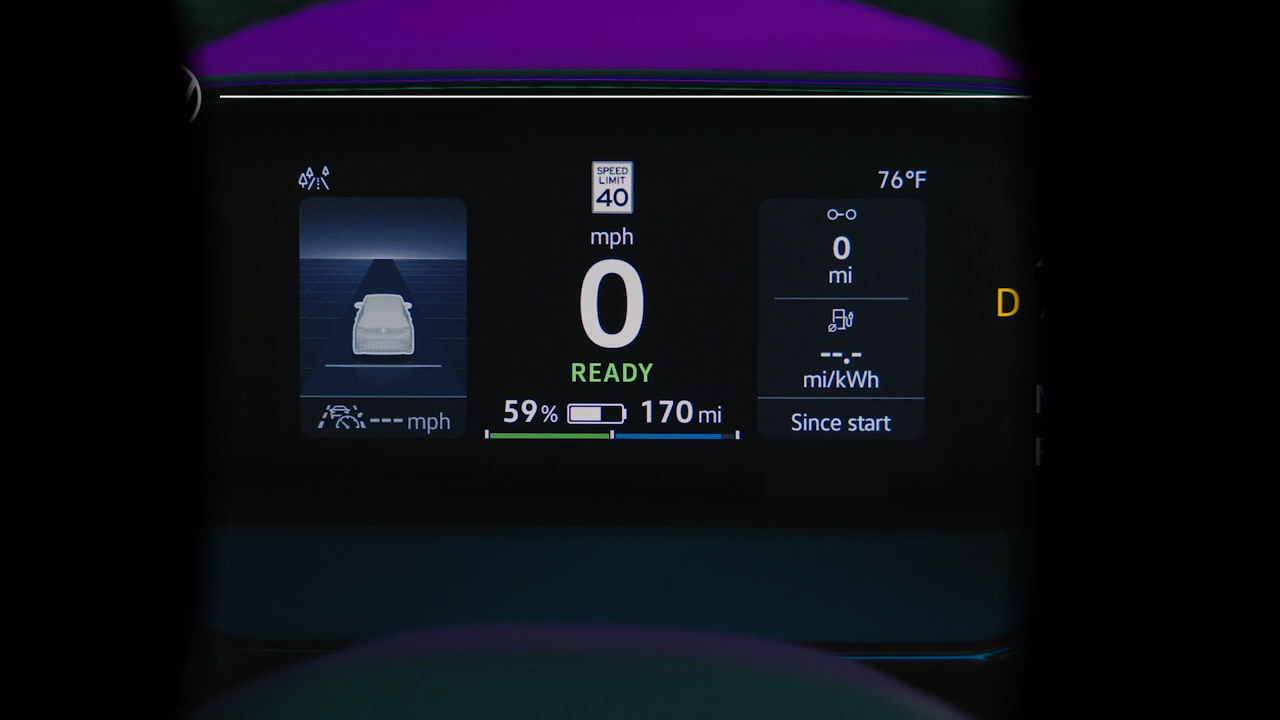 SPEED
LIMIT
40
76°F
mph
0
READY
59% 170 mi
--- mph
0
mi
--.-
mi/kWh
Since start
D